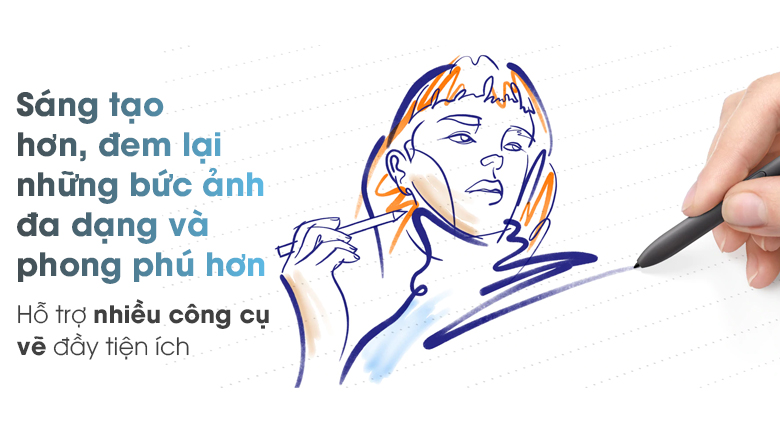 Sáng tạo
hơn, đem lại
những bức ảnh
đa dạng và
phong phú hơn
Hỗ trợ nhiều công cụ
vẽ đầy tiện ích